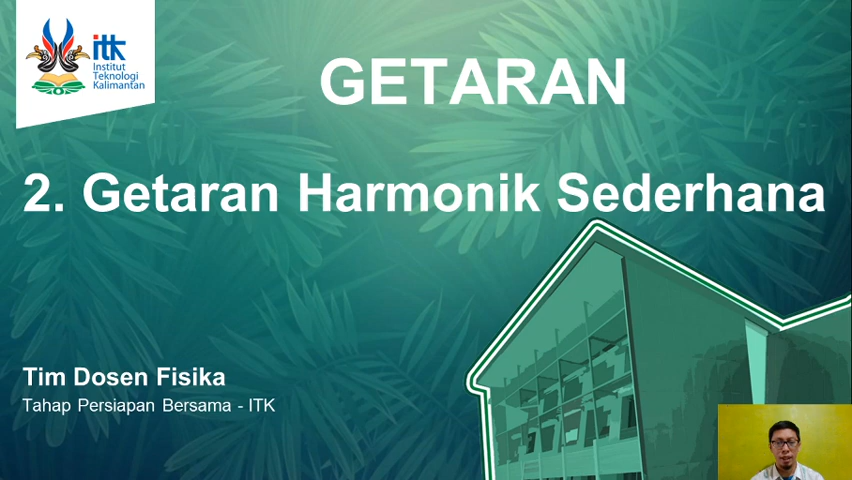 itk
Institut
Teknologi
Kalimantan
GETARAN
2. Getaran Harmonik Sederhana
Tim Dosen Fisika
Tahap Persiapan Bersama - ITK